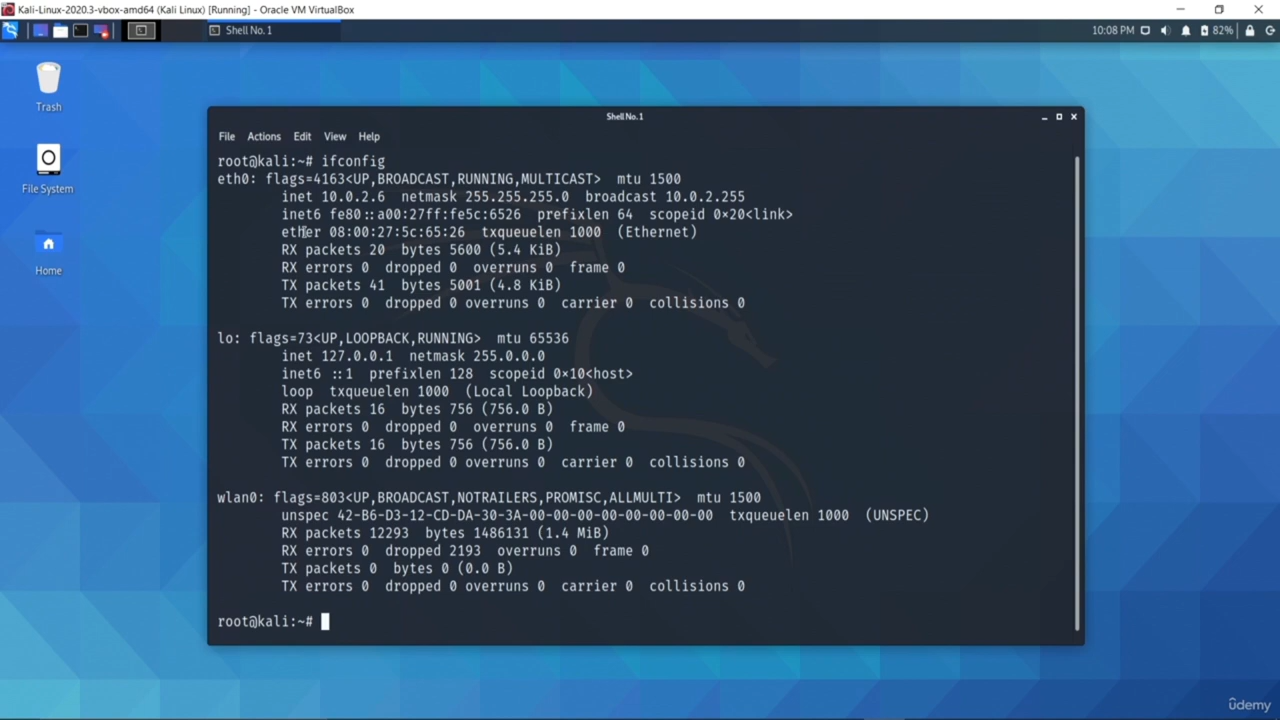 Kali-Linux-2020.3-vbox-amd64 (Kali Linux) [Running] - Oracle VM VirtualBox
Shell No. 1
10:08 PM
82%
Trash
File System
Home
Shell No. 1
File Actions Edit View Help
root@kali:~# ifconfig
eth0: flags=4163<UP,BROADCAST,RUNNING,MULTICAST>  mtu 1500
        inet 10.0.2.6  netmask 255.255.255.0  broadcast 10.0.2.255
        inet6 fe80::a00:27ff:fe5c:6526  prefixlen 64  scopeid 0×20<link>
        ether 08:00:27:5c:65:26  txqueuelen 1000  (Ethernet)
        RX packets 20  bytes 5600 (5.4 KiB)
        RX errors 0  dropped 0  overruns 0  frame 0
        TX packets 41  bytes 5001 (4.8 KiB)
        TX errors 0  dropped 0 overruns 0  carrier 0  collisions 0
lo: flags=73<UP,LOOPBACK,RUNNING>  mtu 65536
        inet 127.0.0.1  netmask 255.0.0.0
        inet6 ::1  prefixlen 128  scopeid 0×10<host>
        loop  txqueuelen 1000  (Local Loopback)
        RX packets 16  bytes 756 (756.0 B)
        RX errors 0  dropped 0  overruns 0  frame 0
        TX packets 16  bytes 756 (756.0 B)
        TX errors 0  dropped 0 overruns 0  carrier 0  collisions 0
wlan0: flags=803<UP,BROADCAST,NOTRAILERS,PROMISC,ALLMULTI>  mtu 1500
        unspec 42-B6-D3-12-CD-DA-30-3A-00-00-00-00-00-00-00-00  txqueuelen 1000  (UNSPEC)
        RX packets 12293  bytes 1486131 (1.4 MiB)
        RX errors 0  dropped 2193  overruns 0  frame 0
        TX packets 0  bytes 0 (0.0 B)
        TX errors 0  dropped 0 overruns 0  carrier 0  collisions 0
root@kali:~#
ûdemy